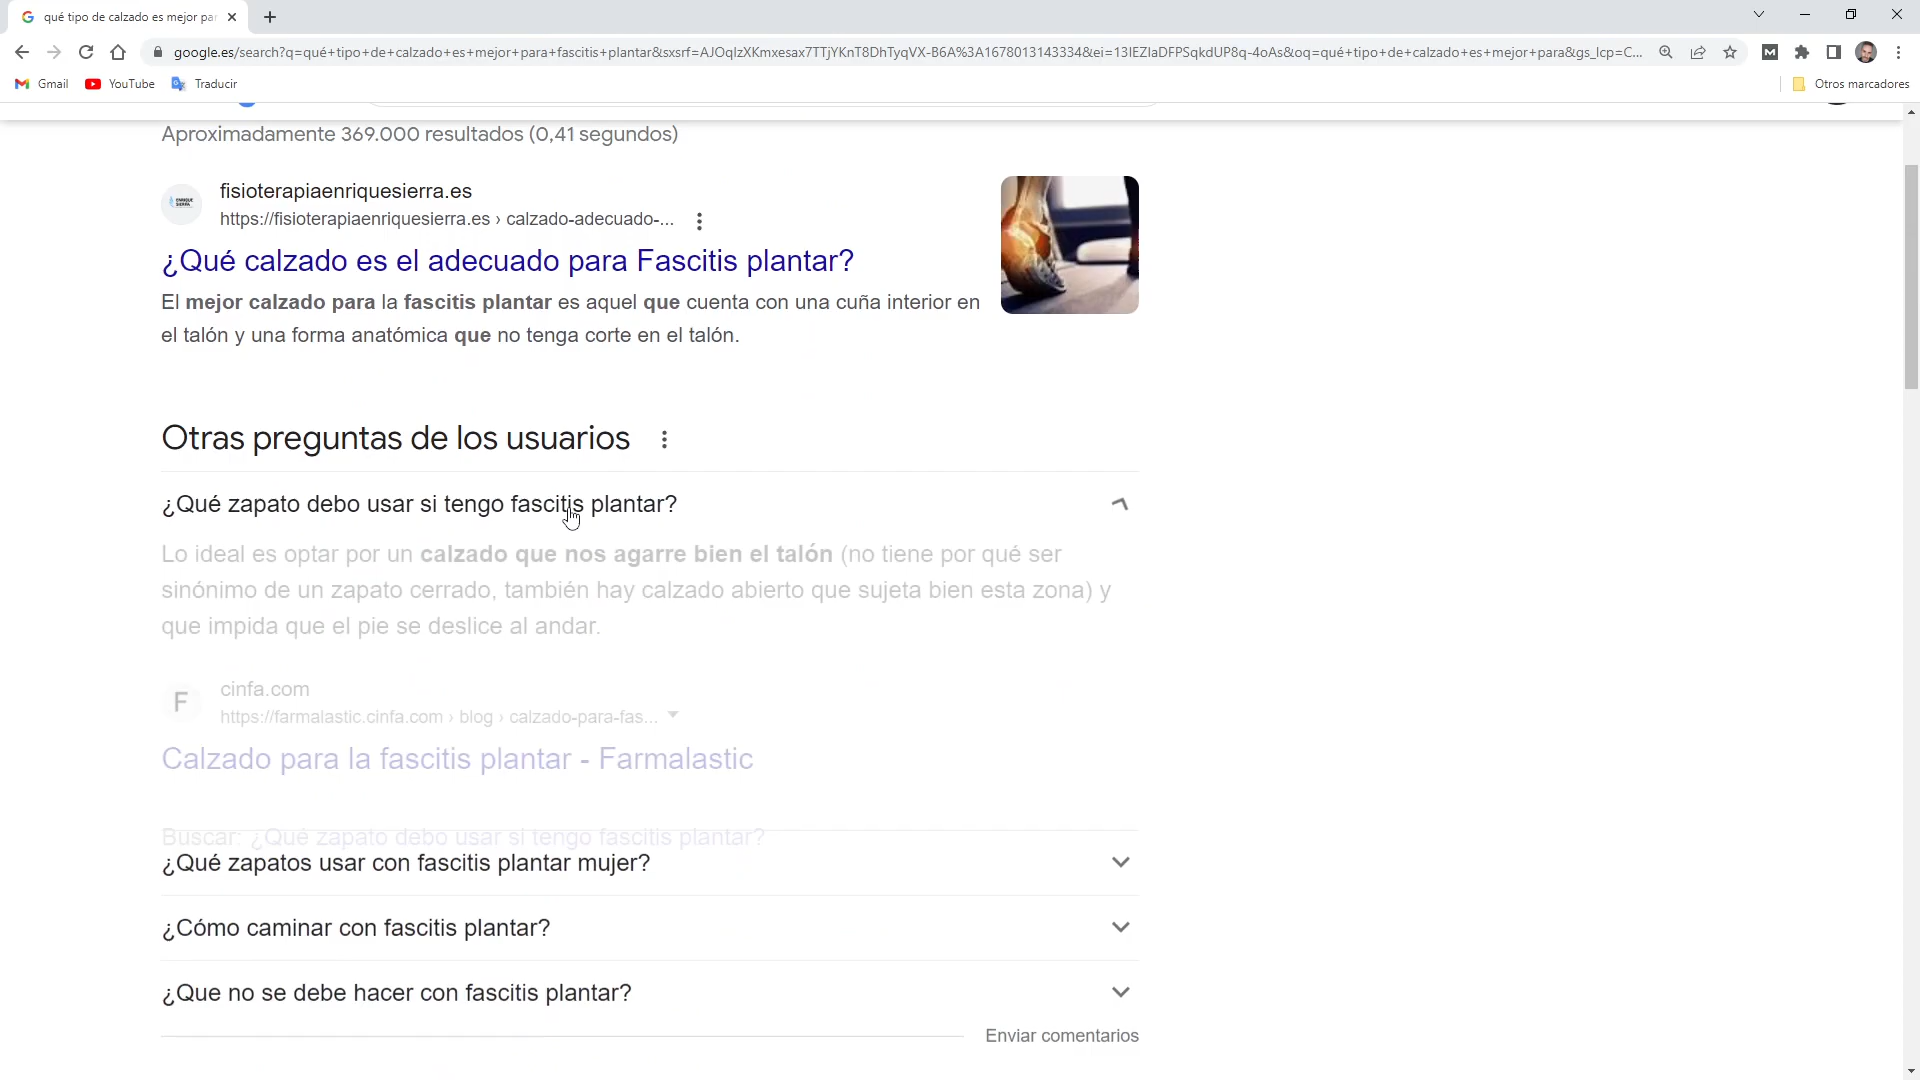 qué tipo de calzado es mejor par
google.es/search?q=qué+tipo+de+calzado+es+mejor+para+fascitis+plantar&sxsrf=AJOqlzXKmxesax7TTjYKnT8DhTyqVX-B6A%3A1678013143334&ei=13IEZIaDFPSqkdUP8q-4oAs&oq=qué+tipo+de+calzado+es+mejor+para&gs_lcp=C...
Gmail YouTube Traducir Otros marcadores
Aproximadamente 369.000 resultados (0,41 segundos)
fisioterapiaenriquesierra.es
https://fisioterapiaenriquesierra.es › calzado-adecuado-...
¿Qué calzado es el adecuado para Fascitis plantar?
El mejor calzado para la fascitis plantar es aquel que cuenta con una cuña interior en
el talón y una forma anatómica que no tenga corte en el talón.
Otras preguntas de los usuarios
¿Qué zapato debo usar si tengo fascitis plantar?
Lo ideal es optar por un calzado que nos agarre bien el talón (no tiene por qué ser
sinónimo de un zapato cerrado, también hay calzado abierto que sujeta bien esta zona) y
que impida que el pie se deslice al andar.
F
cinfa.com
https://farmalastic.cinfa.com › blog › calzado-para-fas...
Calzado para la fascitis plantar - Farmalastic
Buscar: ¿Qué zapato debo usar si tengo fascitis plantar?
¿Qué zapatos usar con fascitis plantar mujer?
¿Cómo caminar con fascitis plantar?
¿Que no se debe hacer con fascitis plantar?
Enviar comentarios